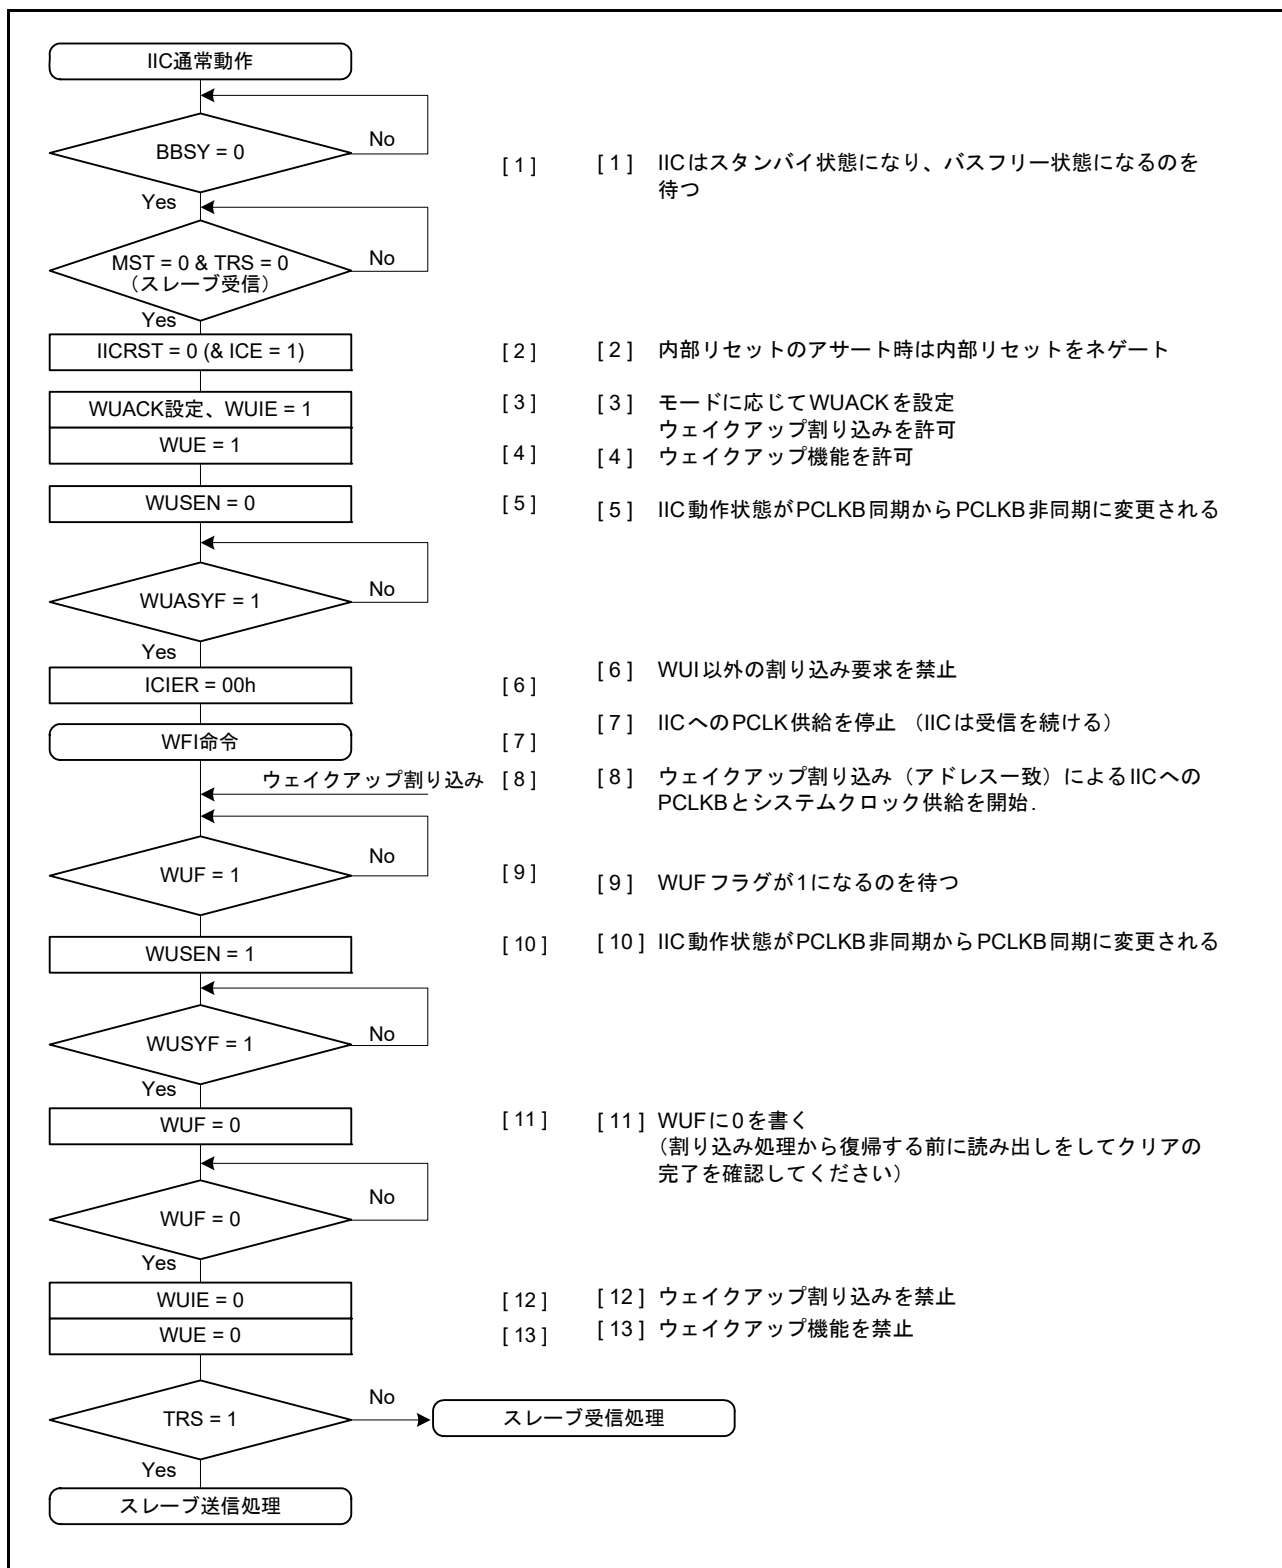 IIC通常動作
BBSY = 0
No
[ 1 ]
[ 1 ] IICはスタンバイ状態になり、バスフリー状態になるのを
待つ
Yes
MST = 0 & TRS = 0
（スレーブ受信）
No
Yes
IICRST = 0 (& ICE = 1)
[ 2 ]
[ 2 ] 内部リセットのアサート時は内部リセットをネゲート
WUACK設定、WUIE = 1
[ 3 ]
[ 3 ] モードに応じてWUACKを設定
ウェイクアップ割り込みを許可
WUE = 1
[ 4 ]
[ 4 ] ウェイクアップ機能を許可
WUSEN = 0
[ 5 ]
[ 5 ] IIC動作状態がPCLKB同期からPCLKB非同期に変更される
WUASYF = 1
No
Yes
ICIER = 00h
[ 6 ]
[ 6 ] WUI以外の割り込み要求を禁止
WFI命令
[ 7 ]
[ 7 ] IICへのPCLK供給を停止 （IICは受信を続ける）
ウェイクアップ割り込み
[ 8 ]
[ 8 ] ウェイクアップ割り込み（アドレス一致）によるIICへの
PCLKBとシステムクロック供給を開始.
WUF = 1
No
[ 9 ]
[ 9 ] WUFフラグが1になるのを待つ
WUSEN = 1
[ 10 ]
[ 10 ] IIC動作状態がPCLKB非同期からPCLKB同期に変更される
WUSYF = 1
No
Yes
WUF = 0
[ 11 ]
[ 11 ] WUFに0を書く
（割り込み処理から復帰する前に読み出しをしてクリアの
完了を確認してください）
WUF = 0
No
Yes
WUIE = 0
[ 12 ]
[ 12 ] ウェイクアップ割り込みを禁止
WUE = 0
[ 13 ]
[ 13 ] ウェイクアップ機能を禁止
TRS = 1
No
スレーブ受信処理
Yes
スレーブ送信処理